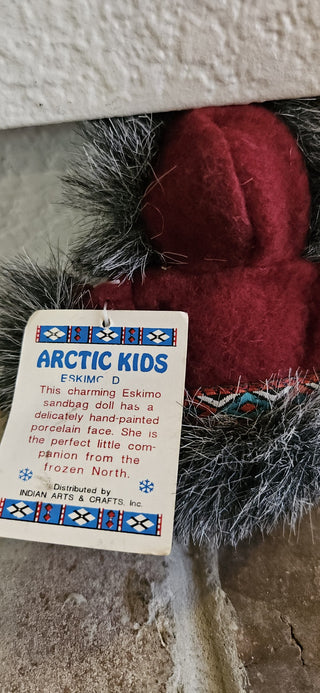 ARCTIC KIDS
ESKIMO D
This charming Eskimo
sandbag doll has a
delicately hand-painted
porcelain face. She is
the perfect little com-
panion from the
frozen North.
Distributed by
INDIAN ARTS & CRAFTS, Inc.